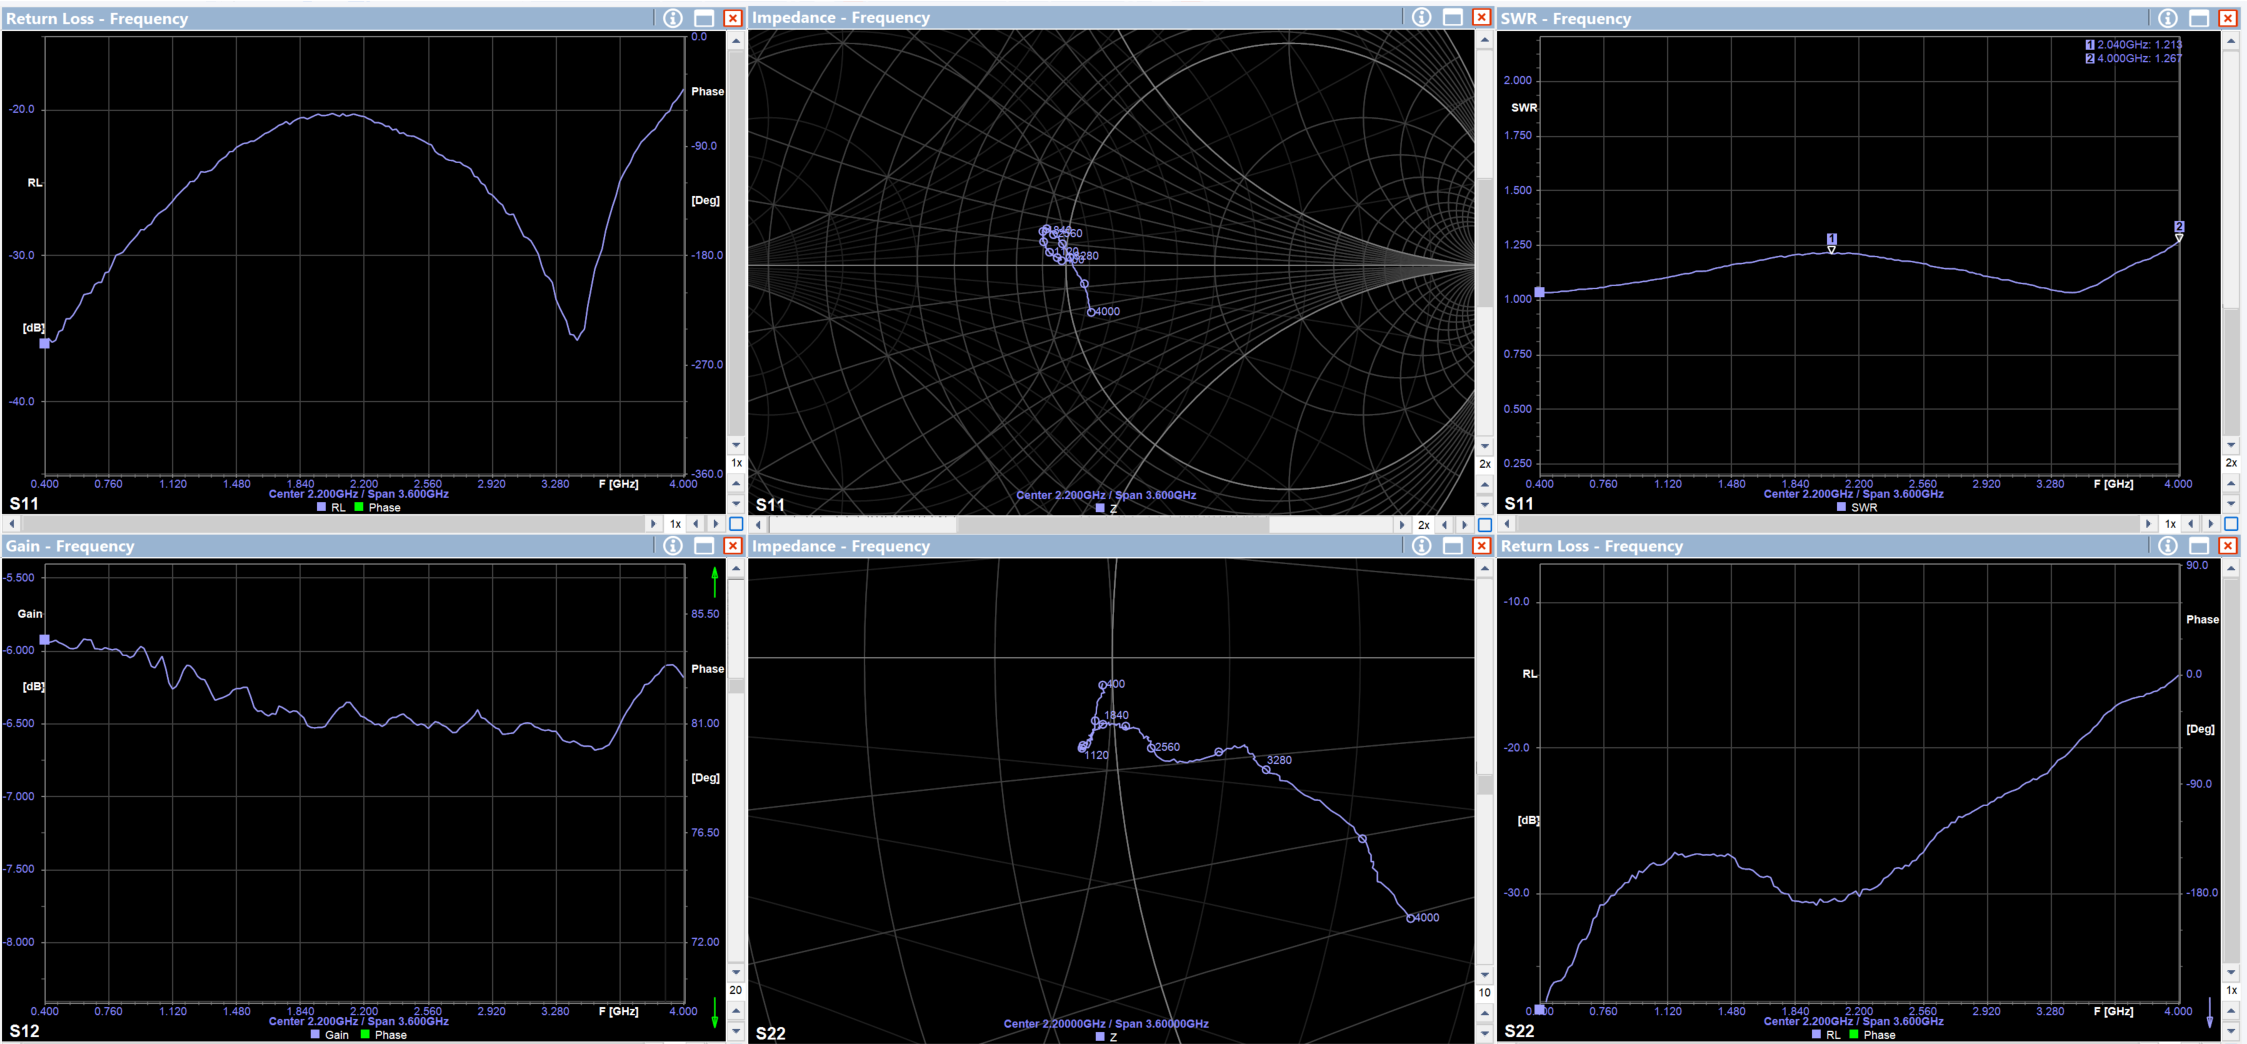 Return Loss - Frequency
0.0
Phase
-20.0
-90.0
RL
[Deg]
-30.0
-180.0
[dB]
-270.0
-40.0
1x
-360.0
0.400 0.760 1.120 1.480 1.840 2.200 2.560 2.920 3.280 F [GHz] 4.000
Center 2.200GHz / Span 3.600GHz
S11
RL Phase
1x
Impedance - Frequency
2560
3280
4000
2x
Center 2.200GHz / Span 3.600GHz
S11
Z
2x
SWR - Frequency
1 2.040GHz: 1.213
2 4.000GHz: 1.267
2.000
SWR
1.750
1.500
1.250
1
2
1.000
0.750
0.500
0.250
2x
0.400 0.760 1.120 1.480 1.840 2.200 2.560 2.920 3.280 F [GHz] 4.000
Center 2.200GHz / Span 3.600GHz
S11
SWR
1x
Gain - Frequency
-5.500
Gain
85.50
-6.000
Phase
[dB]
-6.500
81.00
[Deg]
-7.000
76.50
-7.500
-8.000
72.00
20
0.400 0.760 1.120 1.480 1.840 2.200 2.560 2.920 3.280 F [GHz] 4.000
Center 2.200GHz / Span 3.600GHz
S12
Gain Phase
Impedance - Frequency
400
1840
2560
1120
3280
4000
10
Center 2.20000GHz / Span 3.60000GHz
S22
Z
Return Loss - Frequency
90.0
-10.0
Phase
RL
0.0
[Deg]
-20.0
-90.0
[dB]
-30.0
-180.0
1x
0.760 1.120 1.480 1.840 2.200 2.560 2.920 3.280 F [GHz] 4.000
Center 2.200GHz / Span 3.600GHz
S22
RL Phase